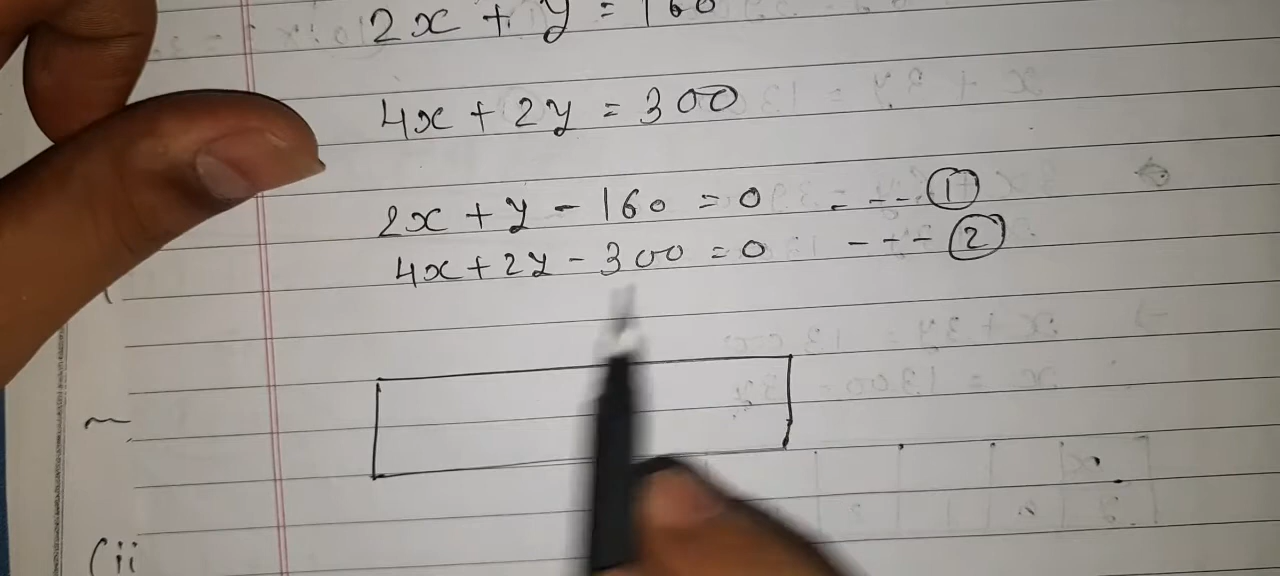 2x + y = 160
4x + 2y = 300
2x + y - 160 = 0 --- ①
4x + 2y - 300 = 0 --- ②
(ii